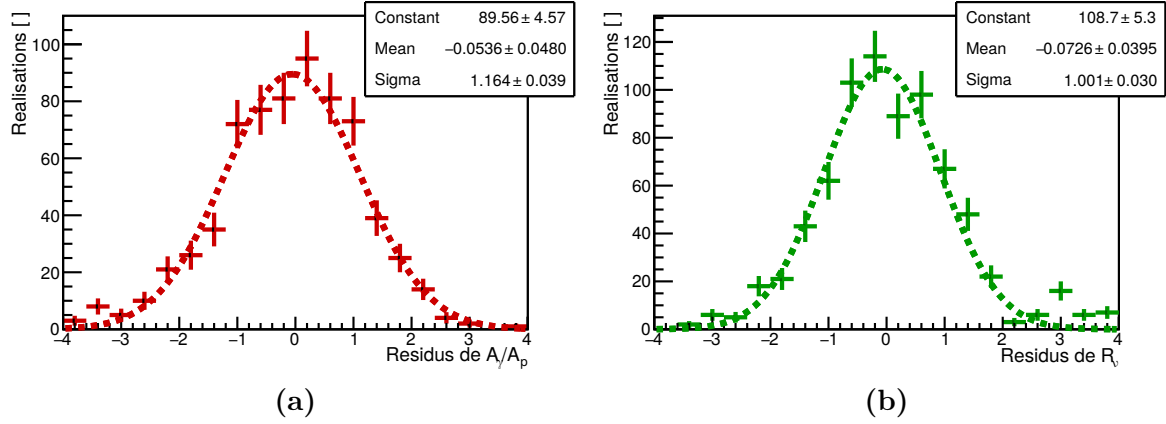 Realisations [ ]
100
80
60
40
20
0
Constant 89.56 ± 4.57
Mean −0.0536 ± 0.0480
Sigma 1.164 ± 0.039
−4 −3 −2 −1 0 1 2 3 4
Residus de Aγ/Ap
(a)
Realisations [ ]
120
100
80
60
40
20
0
Constant 108.7 ± 5.3
Mean −0.0726 ± 0.0395
Sigma 1.001 ± 0.030
−4 −3 −2 −1 0 1 2 3 4
Residus de Rν
(b)